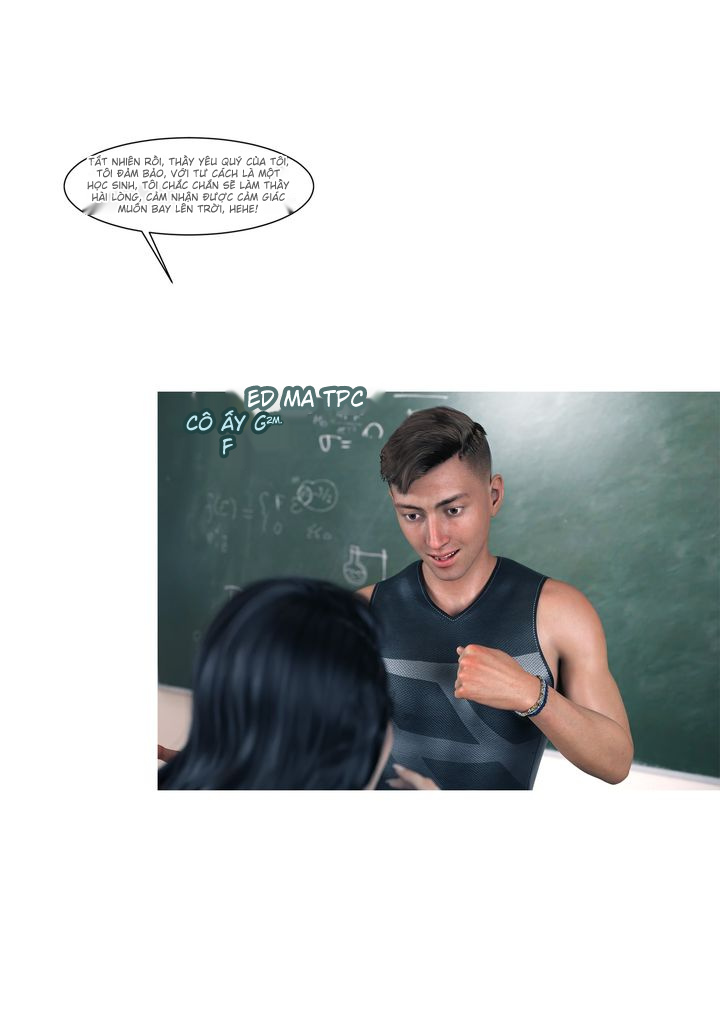 TẤT NHIÊN RỒI, THẦY YÊU QUÝ CỦA TÔI,
TÔI ĐẢM BẢO, VỚI TƯ CÁCH LÀ MỘT
HỌC SINH, TÔI CHẮC CHẮN SẼ LÀM THẦY
HÀI LÒNG, CẢM NHẬN ĐƯỢC CẢM GIÁC
MUỐN BAY LÊN TRỜI, HEHE!
ED MA TPC
CÔ ẤY G2M.
F